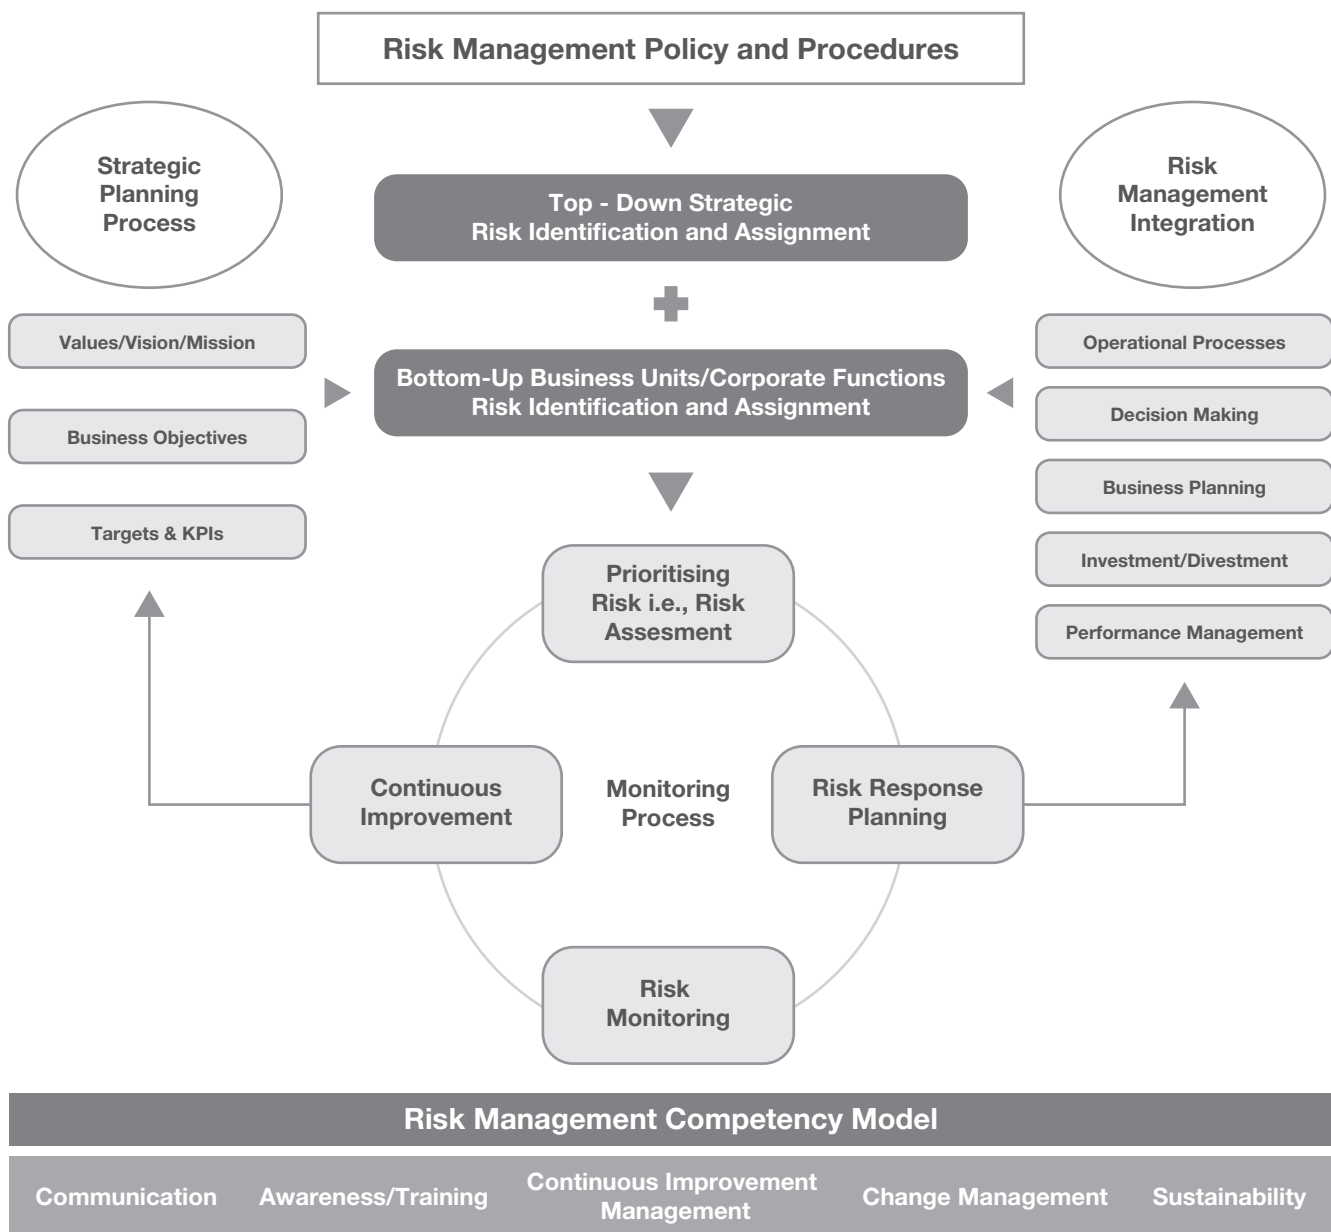 Risk Management Policy and Procedures
Strategic
Planning
Process
Values/Vision/Mission
Business Objectives
Targets & KPIs
Top - Down Strategic
Risk Identification and Assignment
Bottom-Up Business Units/Corporate Functions
Risk Identification and Assignment
Risk
Management
Integration
Operational Processes
Decision Making
Business Planning
Investment/Divestment
Performance Management
Prioritising
Risk i.e., Risk
Assesment
Continuous
Improvement
Monitoring
Process
Risk Response
Planning
Risk
Monitoring
Risk Management Competency Model
Communication
Awareness/Training
Continuous Improvement
Management
Change Management
Sustainability